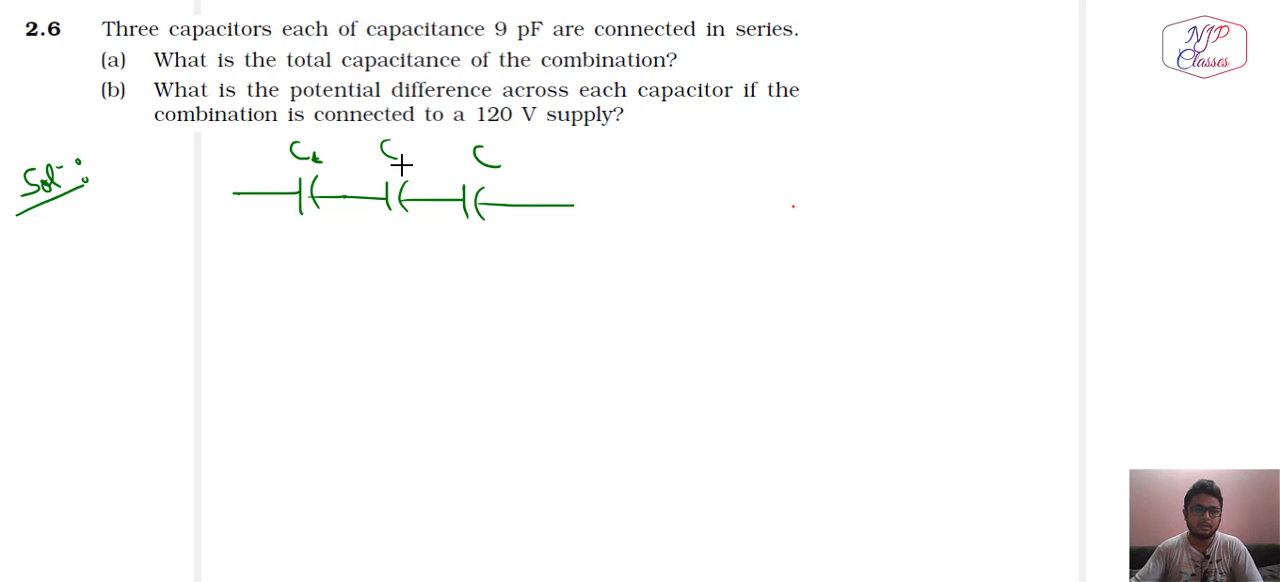 2.6 Three capacitors each of capacitance 9 pF are connected in series.
(a) What is the total capacitance of the combination?
(b) What is the potential difference across each capacitor if the
combination is connected to a 120 V supply?
NJP
Classes
C C C
Sol-: